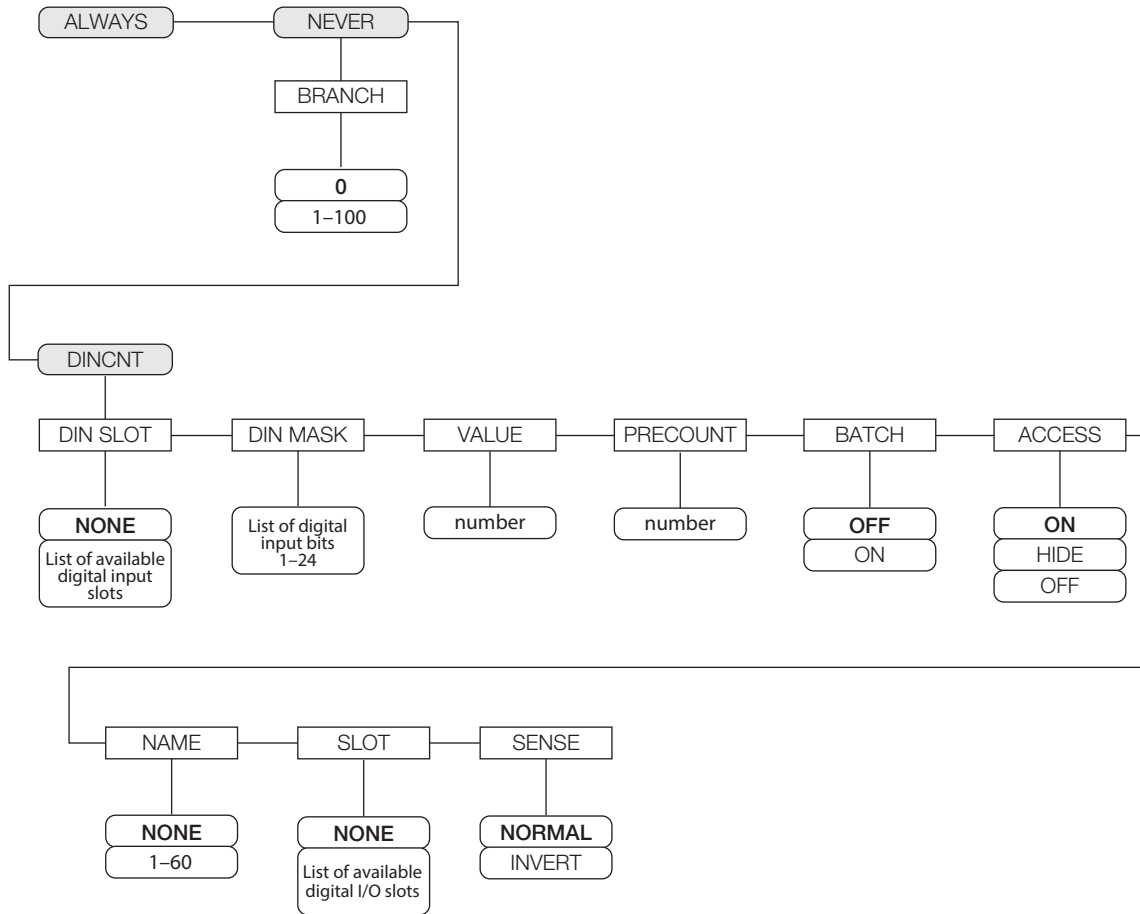 ALWAYS
NEVER
BRANCH
0
1–100
DINCNT
DIN SLOT
DIN MASK
VALUE
PRECOUNT
BATCH
ACCESS
NONE
List of available
digital input
slots
List of digital
input bits
1–24
number
number
OFF
ON
ON
HIDE
OFF
NAME
SLOT
SENSE
NONE
1–60
NONE
List of available
digital I/O slots
NORMAL
INVERT